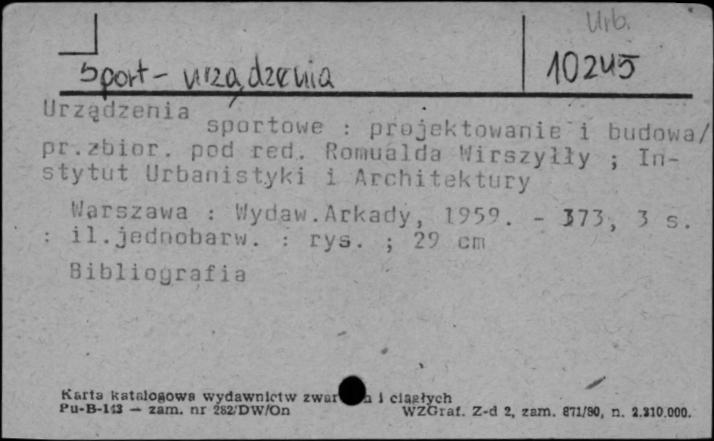 Urb.
Sport - urządzenia
10245
Urządzenia
sportowe : projektowanie i budowa/
pr.zbior. pod red. Romualda Wirszyłły ; In-
stytut Urbanistyki i Architektury
Warszawa : Wydaw.Arkady, 1959. - 373, 3 s.
: il.jednobarw. : rys. ; 29 cm
Bibliografia
Karta katalogowa wydawnictw zwar h i ciągłych
Pu-B-113 — zam. nr 282/DW/On
WZGraf. Z-d 2, zam. 871/80, n. 2.310.000.